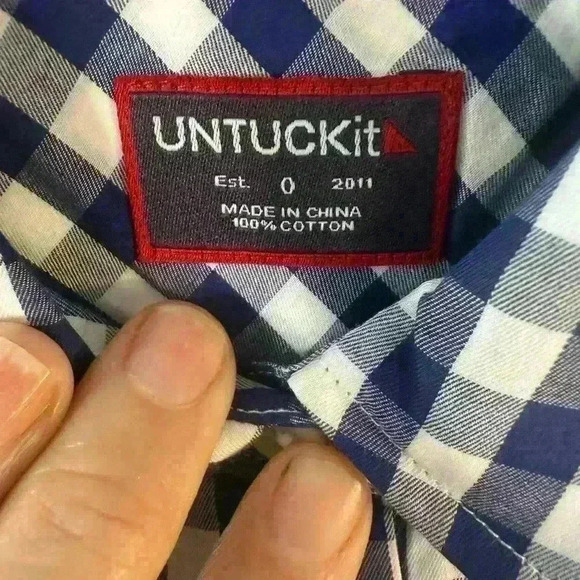 UNTUCKit
Est. 0 2011
MADE IN CHINA
100% COTTON